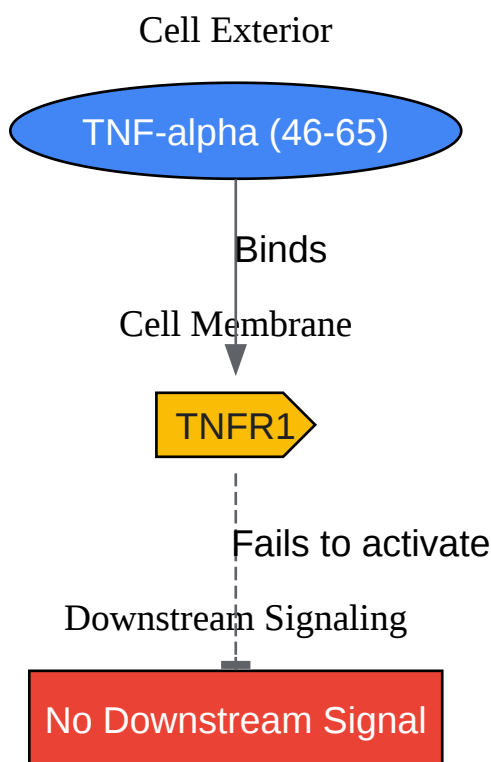 Cell Exterior
TNF-alpha (46-65)
Binds
Cell Membrane
TNFR1
Fails to activate
Downstream Signaling
No Downstream Signal